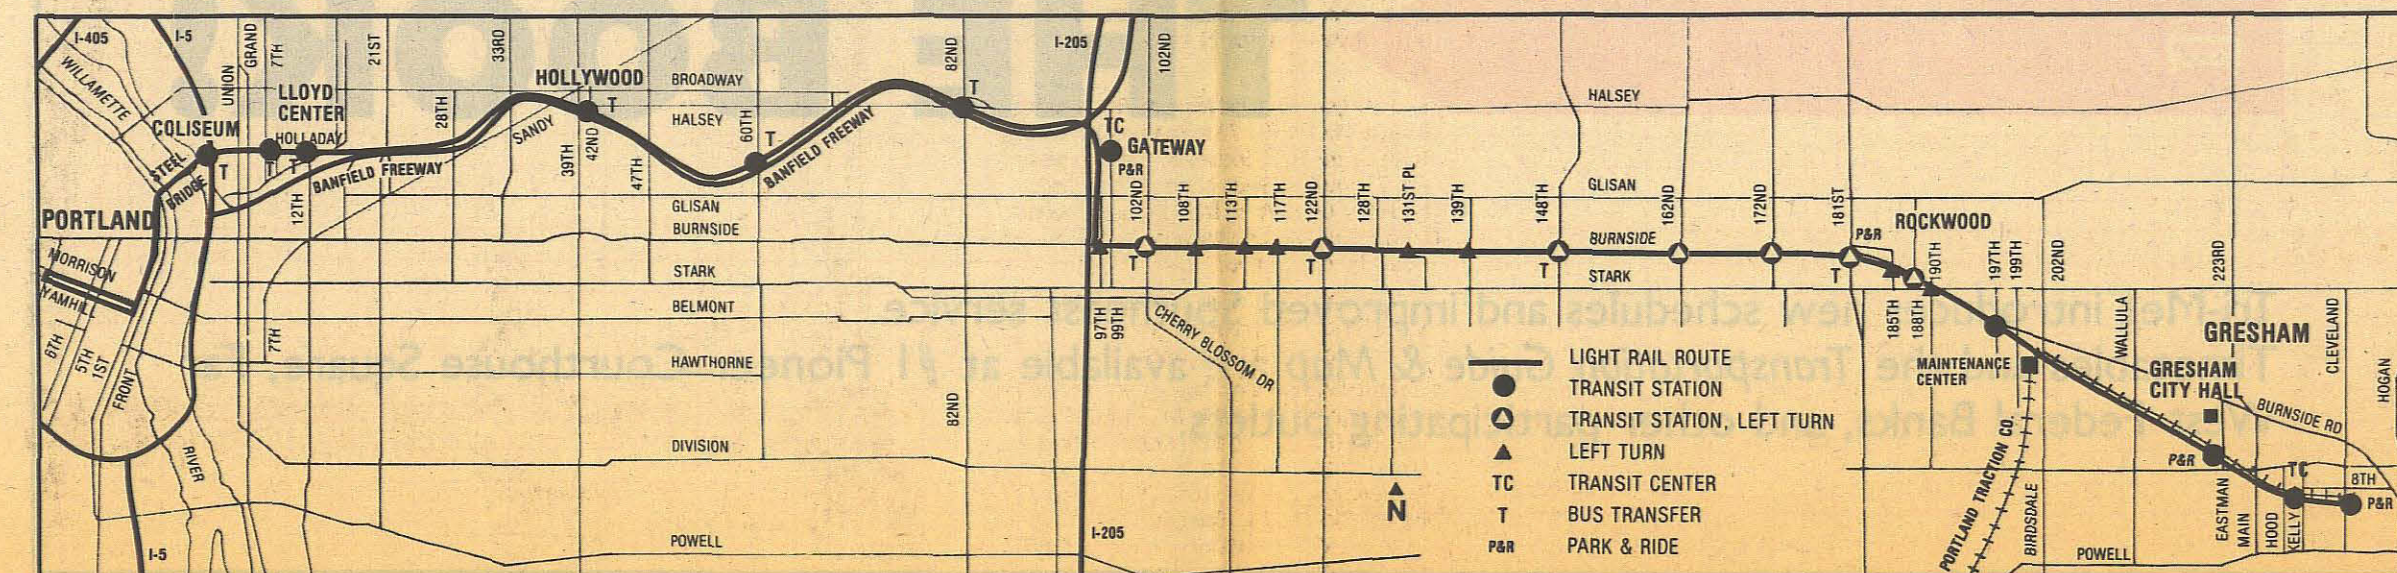 I-405
I-5
UNION
GRAND
7TH
21ST
33RD
82ND
I-205
102ND
WILLAMETTE
HOLLYWOOD
BROADWAY
T
T
LLOYD
CENTER
28TH
HALSEY
HALSEY
COLISEUM
HOLLADAY
SANDY
60TH
T
TC
GATEWAY
P&R
STEEL
BRIDGE
T
T
T
BANFIELD FREEWAY
39TH
42ND
47TH
BANFIELD FREEWAY
GLISAN
12TH
PORTLAND
GLISAN
BURNSIDE
102ND
108TH
113TH
117TH
122ND
128TH
131ST PL
139TH
148TH
162ND
172ND
181ST
P&R
ROCKWOOD
BURNSIDE
T
T
T
T
190TH
197TH
199TH
202ND
223RD
MORRISON
YAMHILL
STARK
STARK
BELMONT
97TH
99TH
CHERRY BLOSSOM DR
185TH
188TH
WALLULA
GRESHAM
CLEVELAND
HOGAN
6TH
5TH
1ST
FRONT
7TH
HAWTHORNE
LIGHT RAIL ROUTE
TRANSIT STATION
TRANSIT STATION, LEFT TURN
LEFT TURN
TC TRANSIT CENTER
T BUS TRANSFER
P&R PARK & RIDE
MAINTENANCE
CENTER
GRESHAM
CITY HALL
BURNSIDE RD
82ND
RIVER
DIVISION
N
PORTLAND TRACTION CO.
BIRDSDALE
P&R
TC
8TH
P&R
EASTMAN
MAIN
HOOD
KELLY
I-5
POWELL
I-205
POWELL